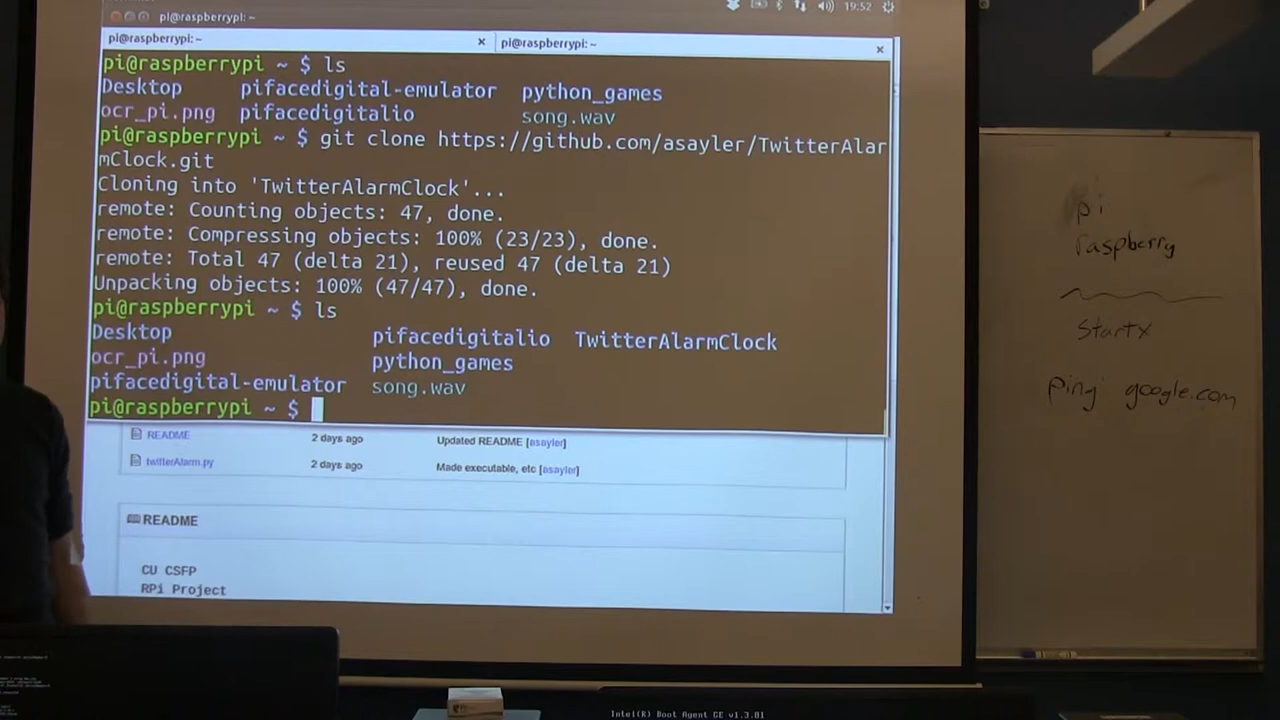 pi@raspberrypi: ~
19:52
pi@raspberrypi: ~ × pi@raspberrypi: ~ ×
pi@raspberrypi ~ $ ls
Desktop pifacedigital-emulator python_games
ocr_pi.png pifacedigitalio song.wav
pi@raspberrypi ~ $ git clone https://github.com/asayler/TwitterAlar
mClock.git
Cloning into 'TwitterAlarmClock'...
remote: Counting objects: 47, done.
remote: Compressing objects: 100% (23/23), done.
remote: Total 47 (delta 21), reused 47 (delta 21)
Unpacking objects: 100% (47/47), done.
pi@raspberrypi ~ $ ls
Desktop pifacedigitalio TwitterAlarmClock
ocr_pi.png python_games
pifacedigital-emulator song.wav
pi@raspberrypi ~ $
README 2 days ago Updated README [asayler]
twitterAlarm.py 2 days ago Made executable, etc [asayler]
README
CU CSFP
RPi Project
pi
raspberry
startx
ping google.com
Intel(R) Boot Agent GE v1.3.81